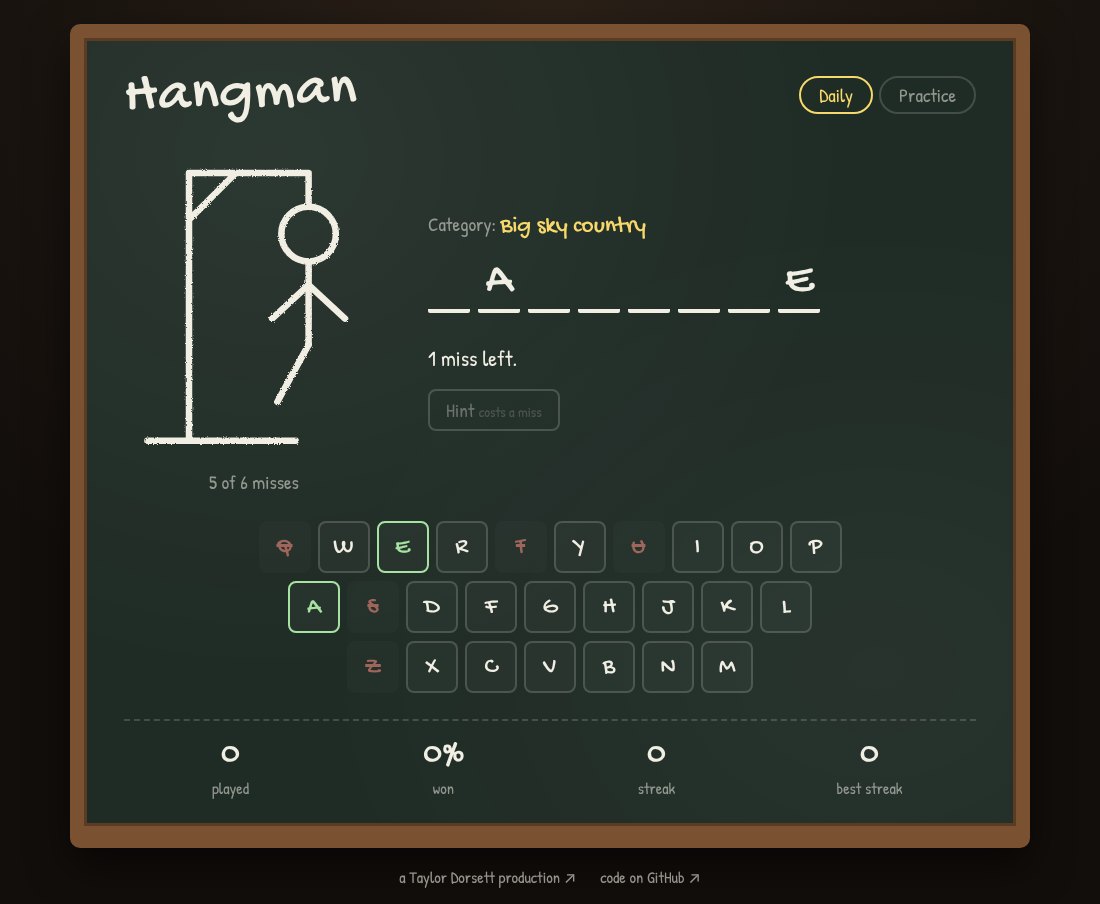 Hangman
Daily Practice
Category: Big sky country
A E
1 miss left.
Hint costs a miss
5 of 6 misses
Q W E R T Y U I O P
A S D F G H J K L
Z X C V B N M
0 0% 0 0
played won streak best streak
a Taylor Dorsett production ↗ code on GitHub ↗